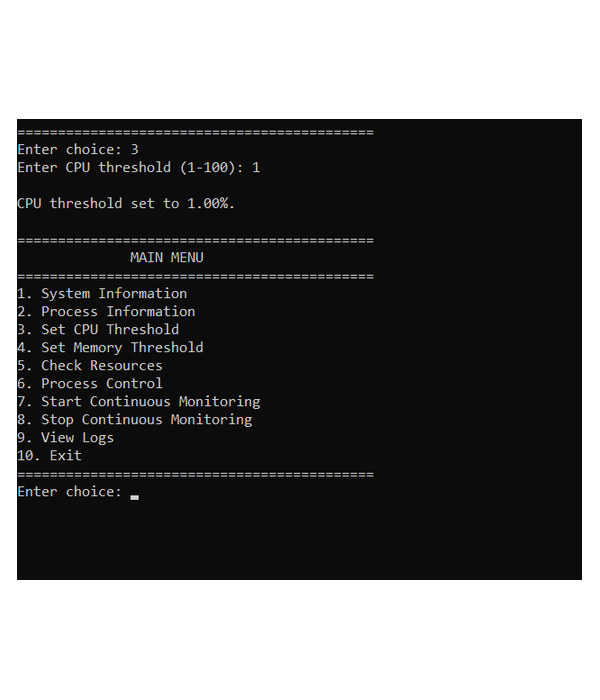 ============================================
Enter choice: 3
Enter CPU threshold (1-100): 1
CPU threshold set to 1.00%.
============================================
MAIN MENU
============================================
1. System Information
2. Process Information
3. Set CPU Threshold
4. Set Memory Threshold
5. Check Resources
6. Process Control
7. Start Continuous Monitoring
8. Stop Continuous Monitoring
9. View Logs
10. Exit
============================================
Enter choice: